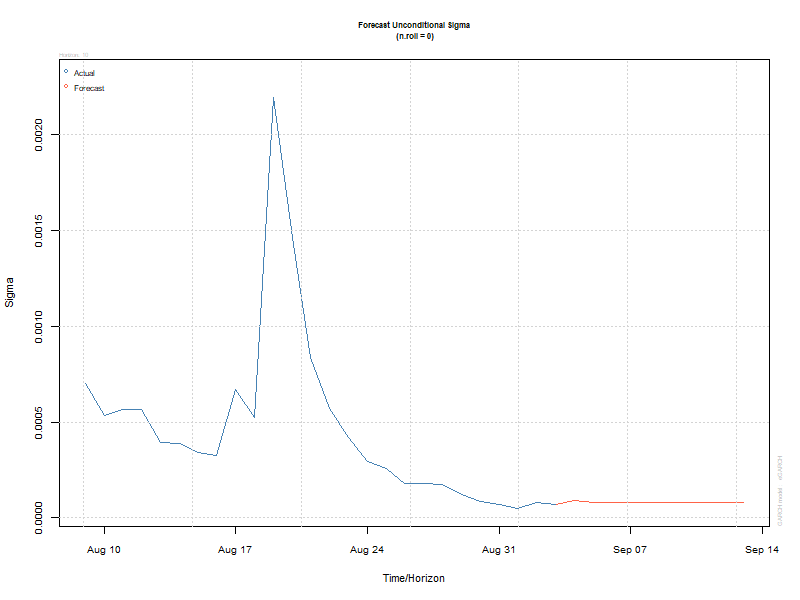 Forecast Unconditional Sigma
(n.roll = 0)
Horizon: 10
Actual
Forecast
0.0020
0.0015
0.0010
0.0005
0.0000
Sigma
Aug 10
Aug 17
Aug 24
Aug 31
Sep 07
Sep 14
Time/Horizon
GARCH model :